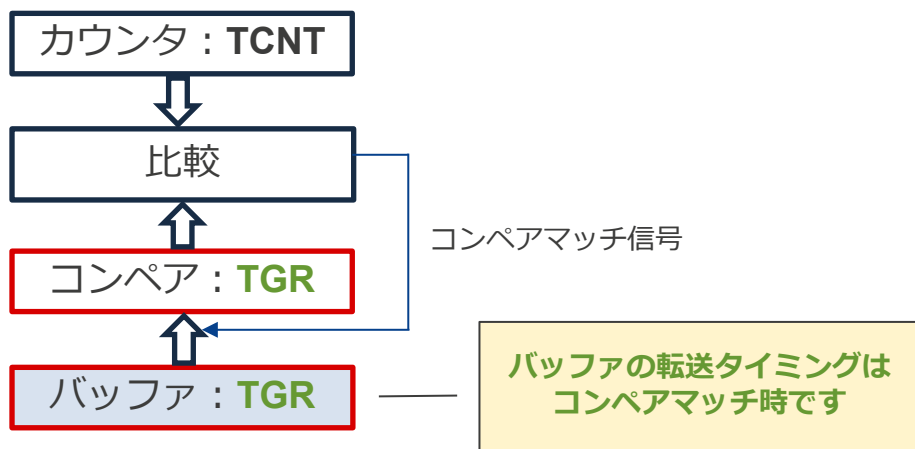 カウンタ：TCNT
比較
コンペアマッチ信号
コンペア：TGR
バッファ：TGR
バッファの転送タイミングは
コンペアマッチ時です